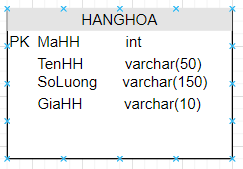 HANGHOA
PK MaHH int
TenHH varchar(50)
SoLuong varchar(150)
GiaHH varchar(10)